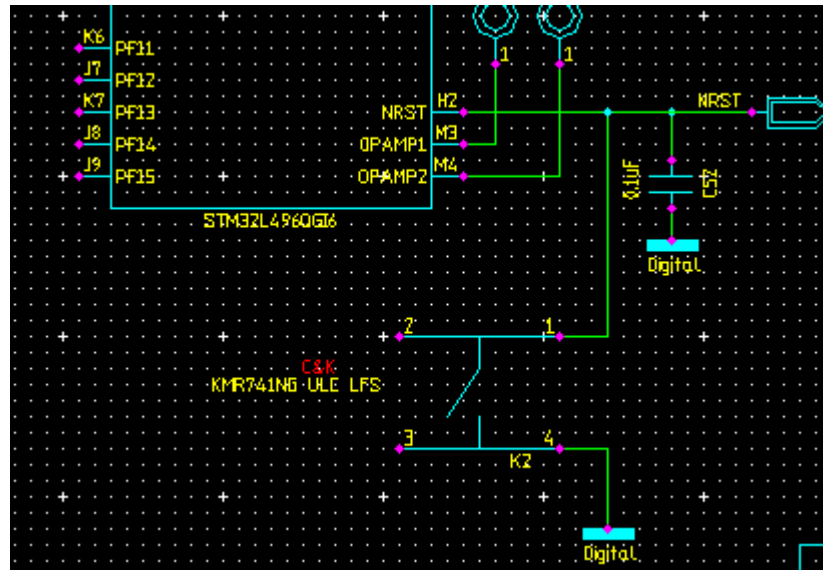 K6
PF11
J7
PF12
K7
PF13
J8
PF14
J9
PF15
1
1
NRST
H2
OPAMP1
M3
OPAMP2
M4
NRST
STM32L496QGI6
0.1uF
C52
Digital
2
1
C&K
KMR741NG ULC LFS
3
4
K2
Digital